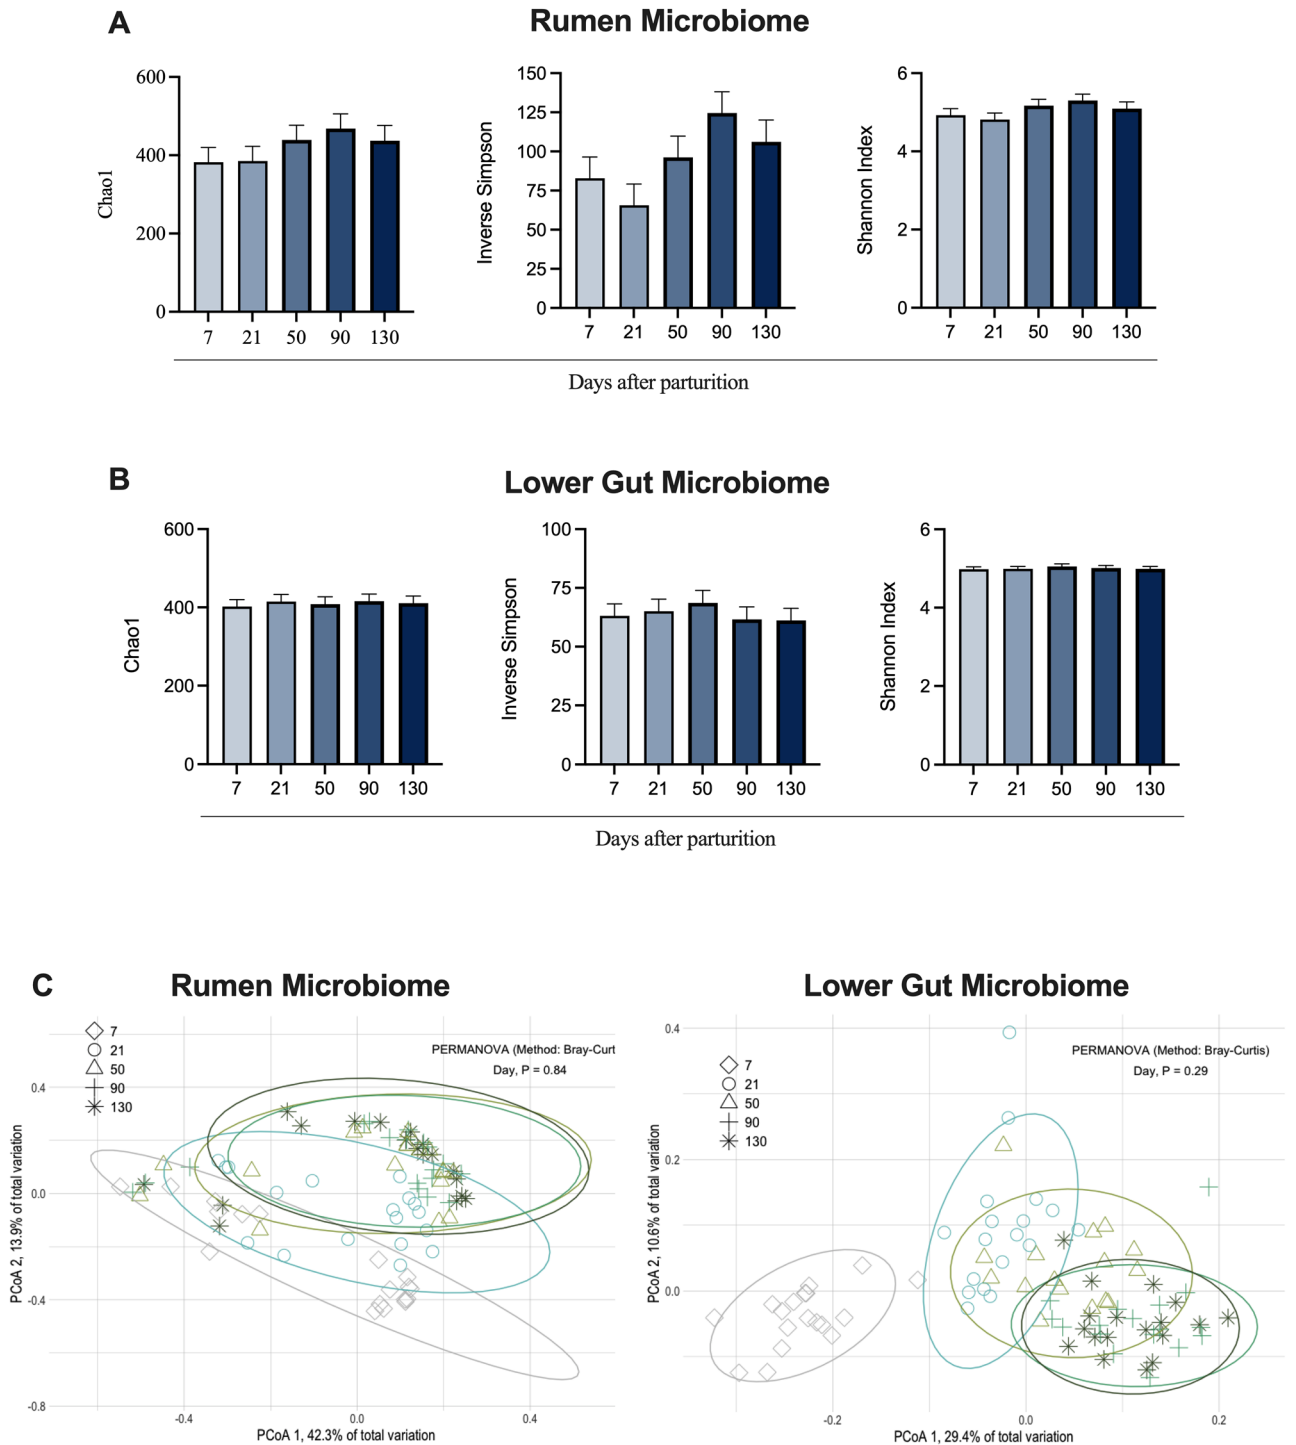 A
Rumen Microbiome
600
400
200
0
Chao1
7 21 50 90 130
150
125
100
75
50
25
0
Inverse Simpson
7 21 50 90 130
6
4
2
0
Shannon Index
7 21 50 90 130
Days after parturition
B
Lower Gut Microbiome
600
400
200
0
Chao1
7 21 50 90 130
100
75
50
25
0
Inverse Simpson
7 21 50 90 130
6
4
2
0
Shannon Index
7 21 50 90 130
Days after parturition
C
Rumen Microbiome
7
21
50
90
130
PERMANOVA (Method: Bray-Curt
Day, P = 0.84
0.4
0.0
-0.4
-0.8
PCoA 2, 13.9% of total variation
-0.4 0.0 0.4
PCoA 1, 42.3% of total variation
Lower Gut Microbiome
7
21
50
90
130
PERMANOVA (Method: Bray-Curtis)
Day, P = 0.29
0.4
0.2
0.0
PCoA 2, 10.6% of total variation
-0.2 0.0 0.2
PCoA 1, 29.4% of total variation